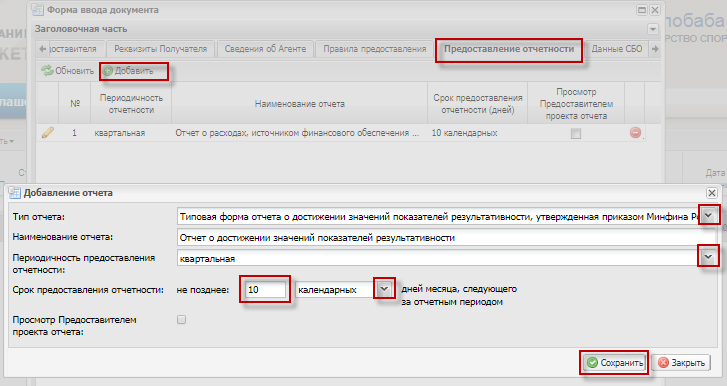 Форма ввода документа
Заголовочная часть
доставителя Реквизиты Получателя Сведения об Агенте Правила предоставления Предоставление отчетности Данные СБО
Обновить Добавить
№ Периодичность отчетности Наименование отчета Срок предоставления отчетности (дней) Просмотр Предоставителем проекта отчета
1 квартальная Отчет о расходах, источником финансового обеспечения ... 10 календарных
Дата
Добавление отчета
Тип отчета: Типовая форма отчета о достижении значений показателей результативности, утвержденная приказом Минфина Ро
Наименование отчета: Отчет о достижении значений показателей результативности
Периодичность предоставления
отчетности: квартальная
Срок предоставления отчетности: не позднее: 10 календарных дней месяца, следующего
за отчетным периодом
Просмотр Предоставителем
проекта отчета:
Сохранить Закрыть